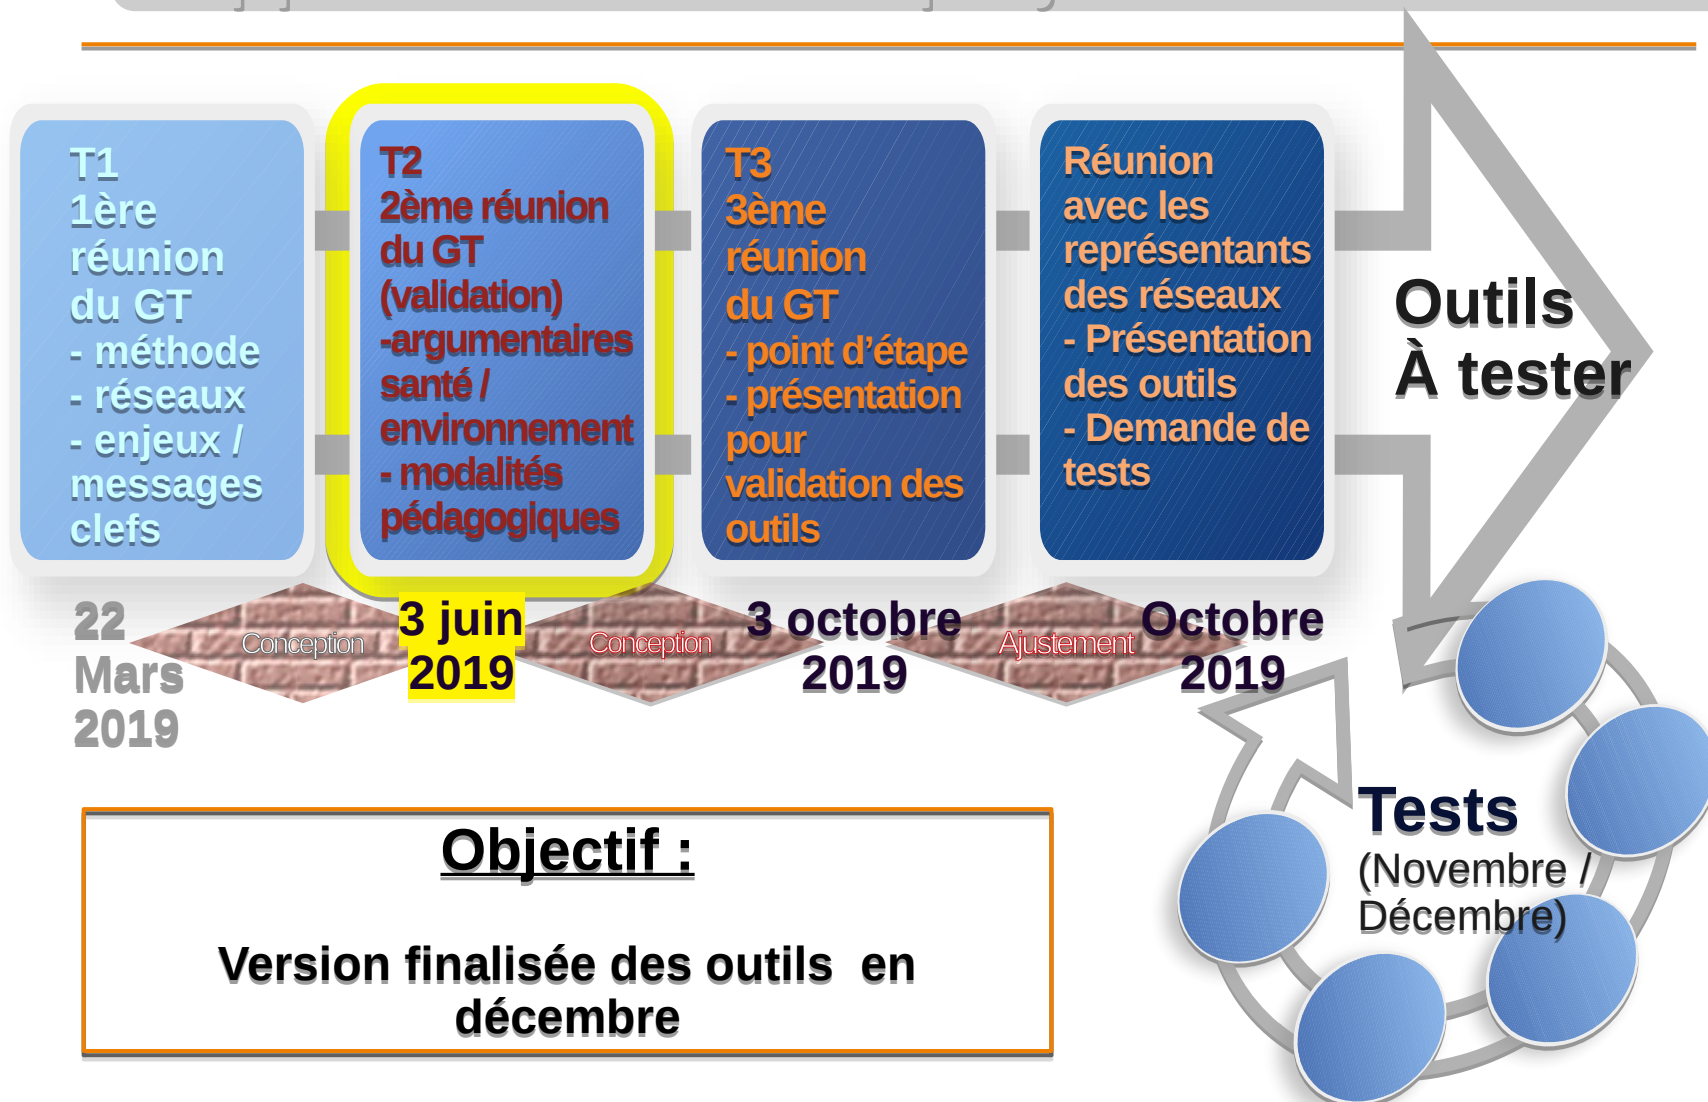 T1
1ère
réunion
du GT
- méthode
- réseaux
- enjeux /
messages
clefs
T2
2ème réunion
du GT
(validation)
-argumentaires
santé /
environnement
- modalités
pédagogiques
T3
3ème
réunion
du GT
- point d’étape
- présentation
pour
validation des
outils
Réunion
avec les
représentants
des réseaux
- Présentation
des outils
- Demande de
tests
Outils
À tester
22
Mars
2019
Conception
3 juin
2019
Conception
3 octobre
2019
Ajustement
Octobre
2019
Tests
(Novembre /
Décembre)
Objectif :
Version finalisée des outils  en
décembre